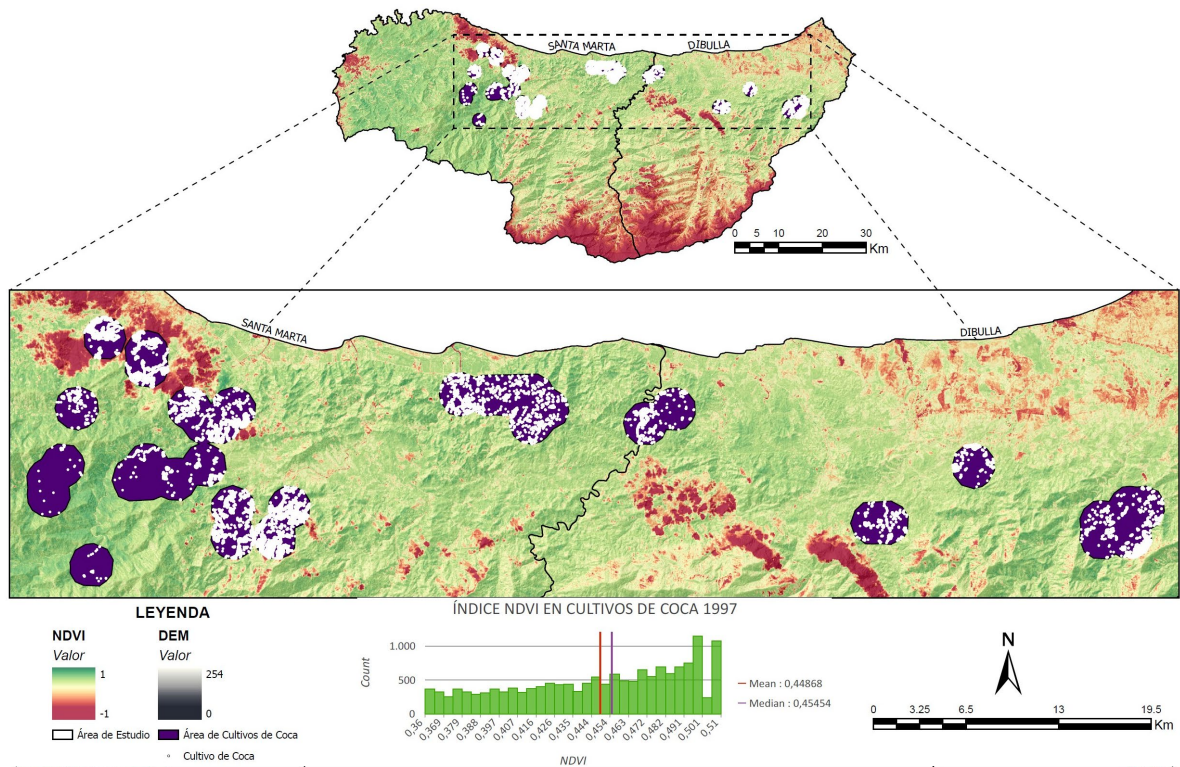 SANTA MARTA
DIBULLA
0 5 10 20 30
Km
SANTA MARTA
DIBULLA
LEYENDA
NDVI
Valor
1
-1
DEM
Valor
254
0
Área de Estudio
Área de Cultivos de Coca
Cultivo de Coca
ÍNDICE NDVI EN CULTIVOS DE COCA 1997
Count
1.000
500
0
0,36 0,369 0,379 0,388 0,397 0,407 0,416 0,426 0,435 0,444 0,454 0,463 0,472 0,482 0,491 0,501 0,51
NDVI
Mean : 0,44868
Median : 0,45454
N
0 3.25 6.5 13 19.5
Km